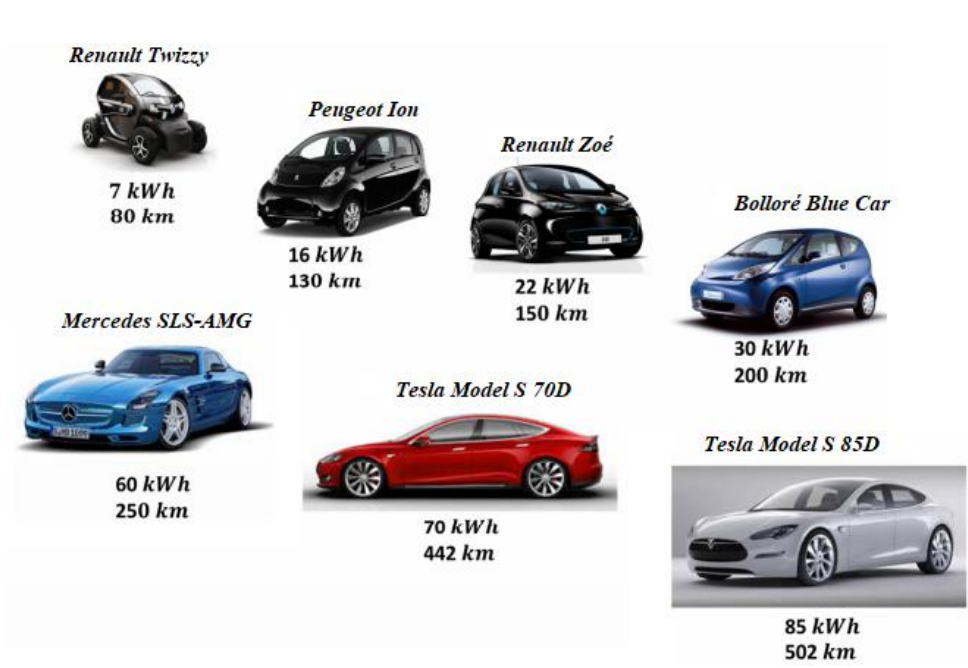 Renault Twizzy
7 kWh
80 km
Peugeot Ion
16 kWh
130 km
Renault Zoé
22 kWh
150 km
Bolloré Blue Car
30 kWh
200 km
Mercedes SLS-AMG
60 kWh
250 km
Tesla Model S 70D
70 kWh
442 km
Tesla Model S 85D
85 kWh
502 km